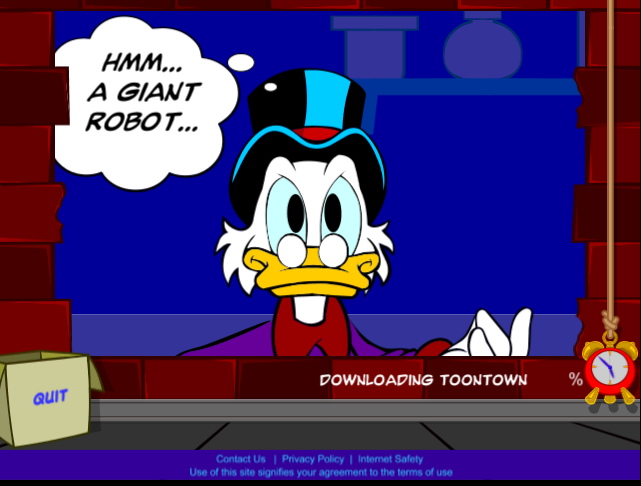 HMM...
A GIANT
ROBOT...
DOWNLOADING TOONTOWN %
QUIT
Contact Us | Privacy Policy | Internet Safety
Use of this site signifies your agreement to the terms of use